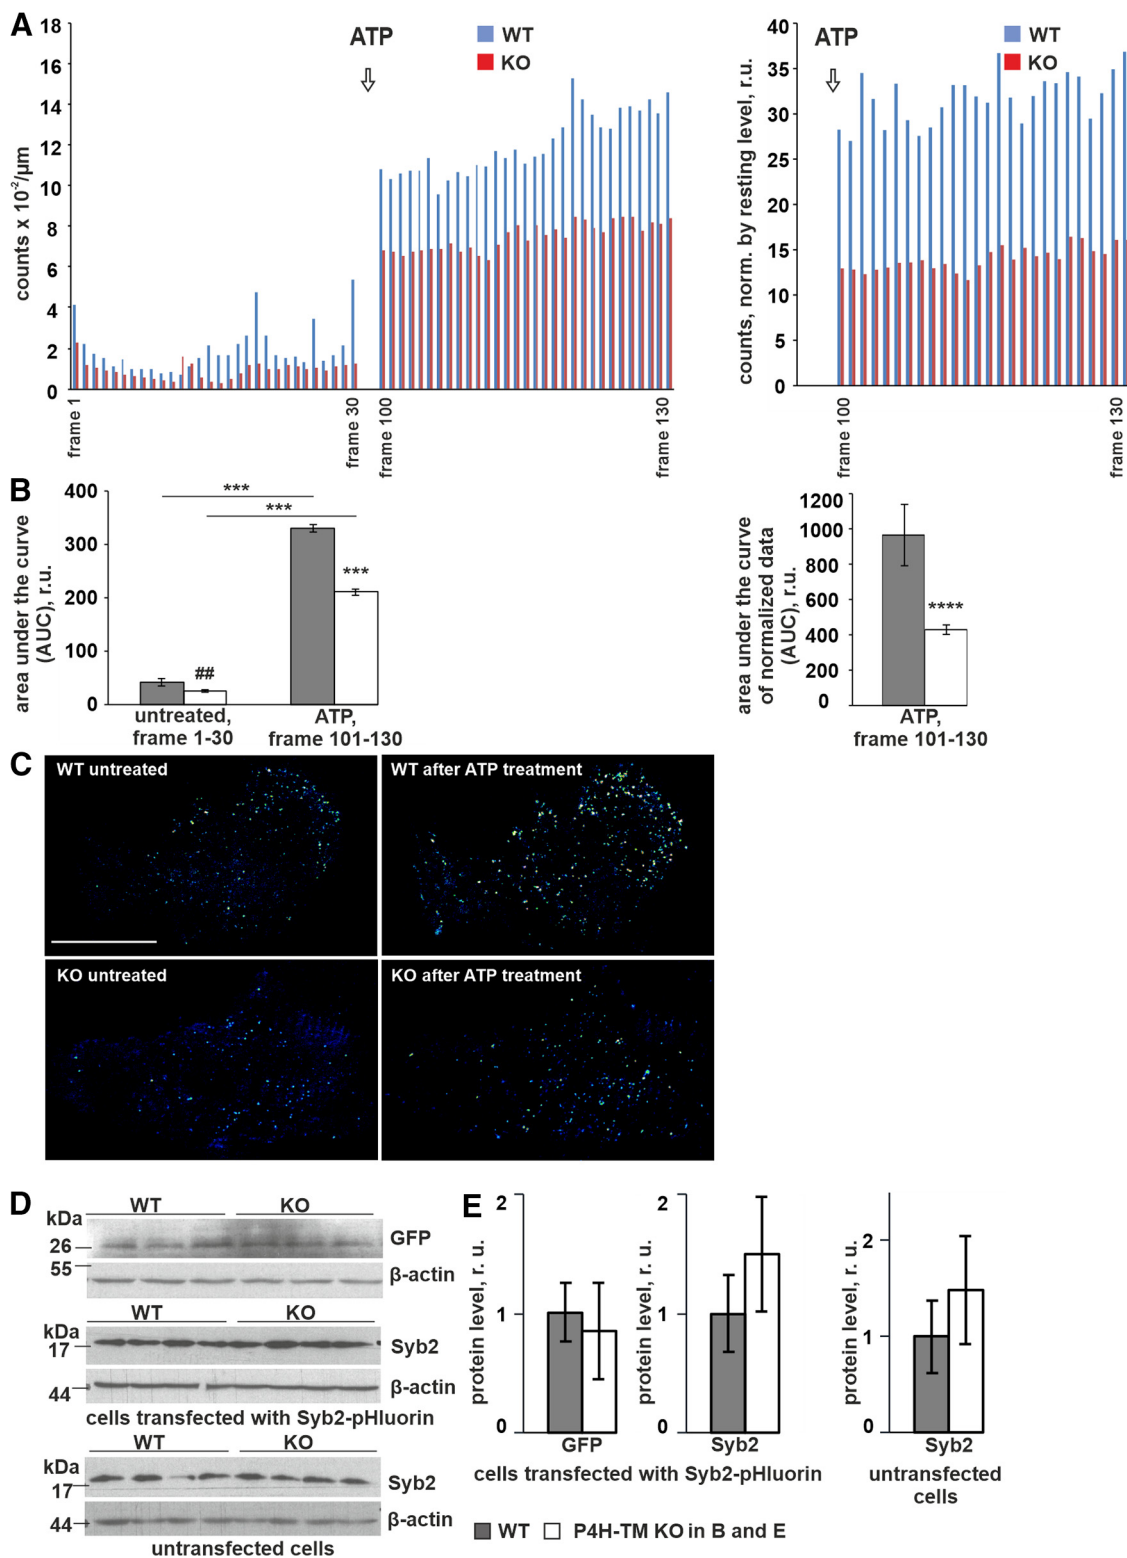 A
18
16
14
12
10
8
6
4
2
0
counts x 10⁻²/µm
ATP
WT
KO
frame 1
frame 30
frame 100
frame 130
40
35
30
25
20
15
10
5
0
counts, norm. by resting level, r.u.
ATP
WT
KO
frame 100
frame 130
B
400
300
200
100
0
area under the curve
(AUC), r.u.
***
***
***
##
untreated,
frame 1-30
ATP,
frame 101-130
1200
1000
800
600
400
200
0
area under the curve
of normalized data
(AUC), r.u.
****
ATP,
frame 101-130
C
WT untreated
WT after ATP treatment
KO untreated
KO after ATP treatment
D
WT KO
kDa
26
GFP
55
β-actin
WT KO
kDa
17
Syb2
44
β-actin
cells transfected with Syb2-pHluorin
WT KO
kDa
17
Syb2
44
β-actin
untransfected cells
E
2
1
0
protein level, r. u.
GFP
2
1
0
protein level, r. u.
Syb2
cells transfected with Syb2-pHluorin
2
1
0
protein level, r. u.
Syb2
untransfected
cells
WT P4H-TM KO in B and E